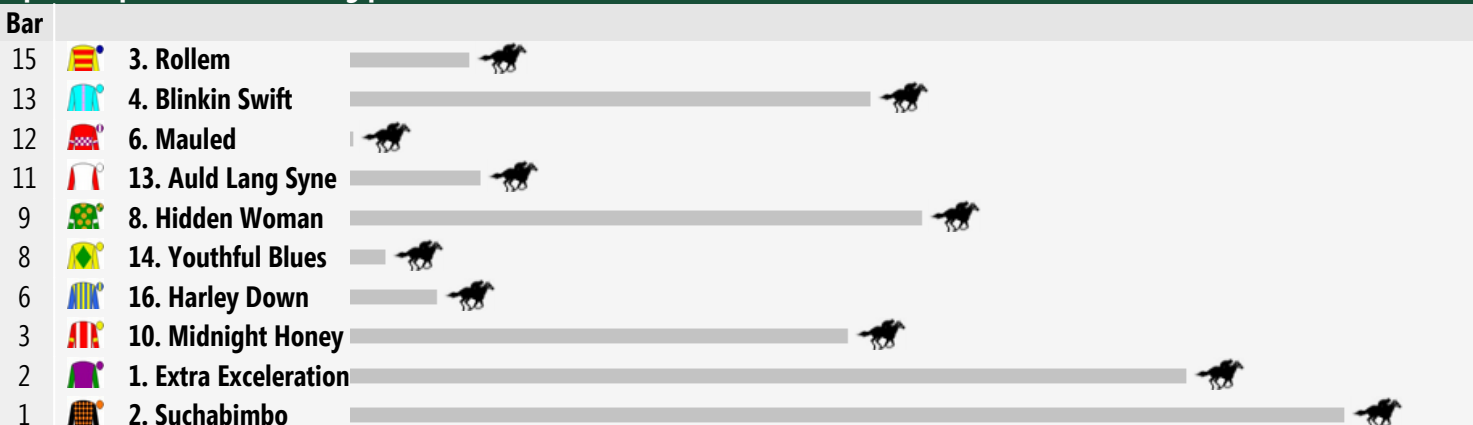 Bar
15 3. Rollem
13 4. Blinkin Swift
12 6. Mauled
11 13. Auld Lang Syne
9 8. Hidden Woman
8 14. Youthful Blues
6 16. Harley Down
3 10. Midnight Honey
2 1. Extra Exceleration
1 2. Suchabimbo